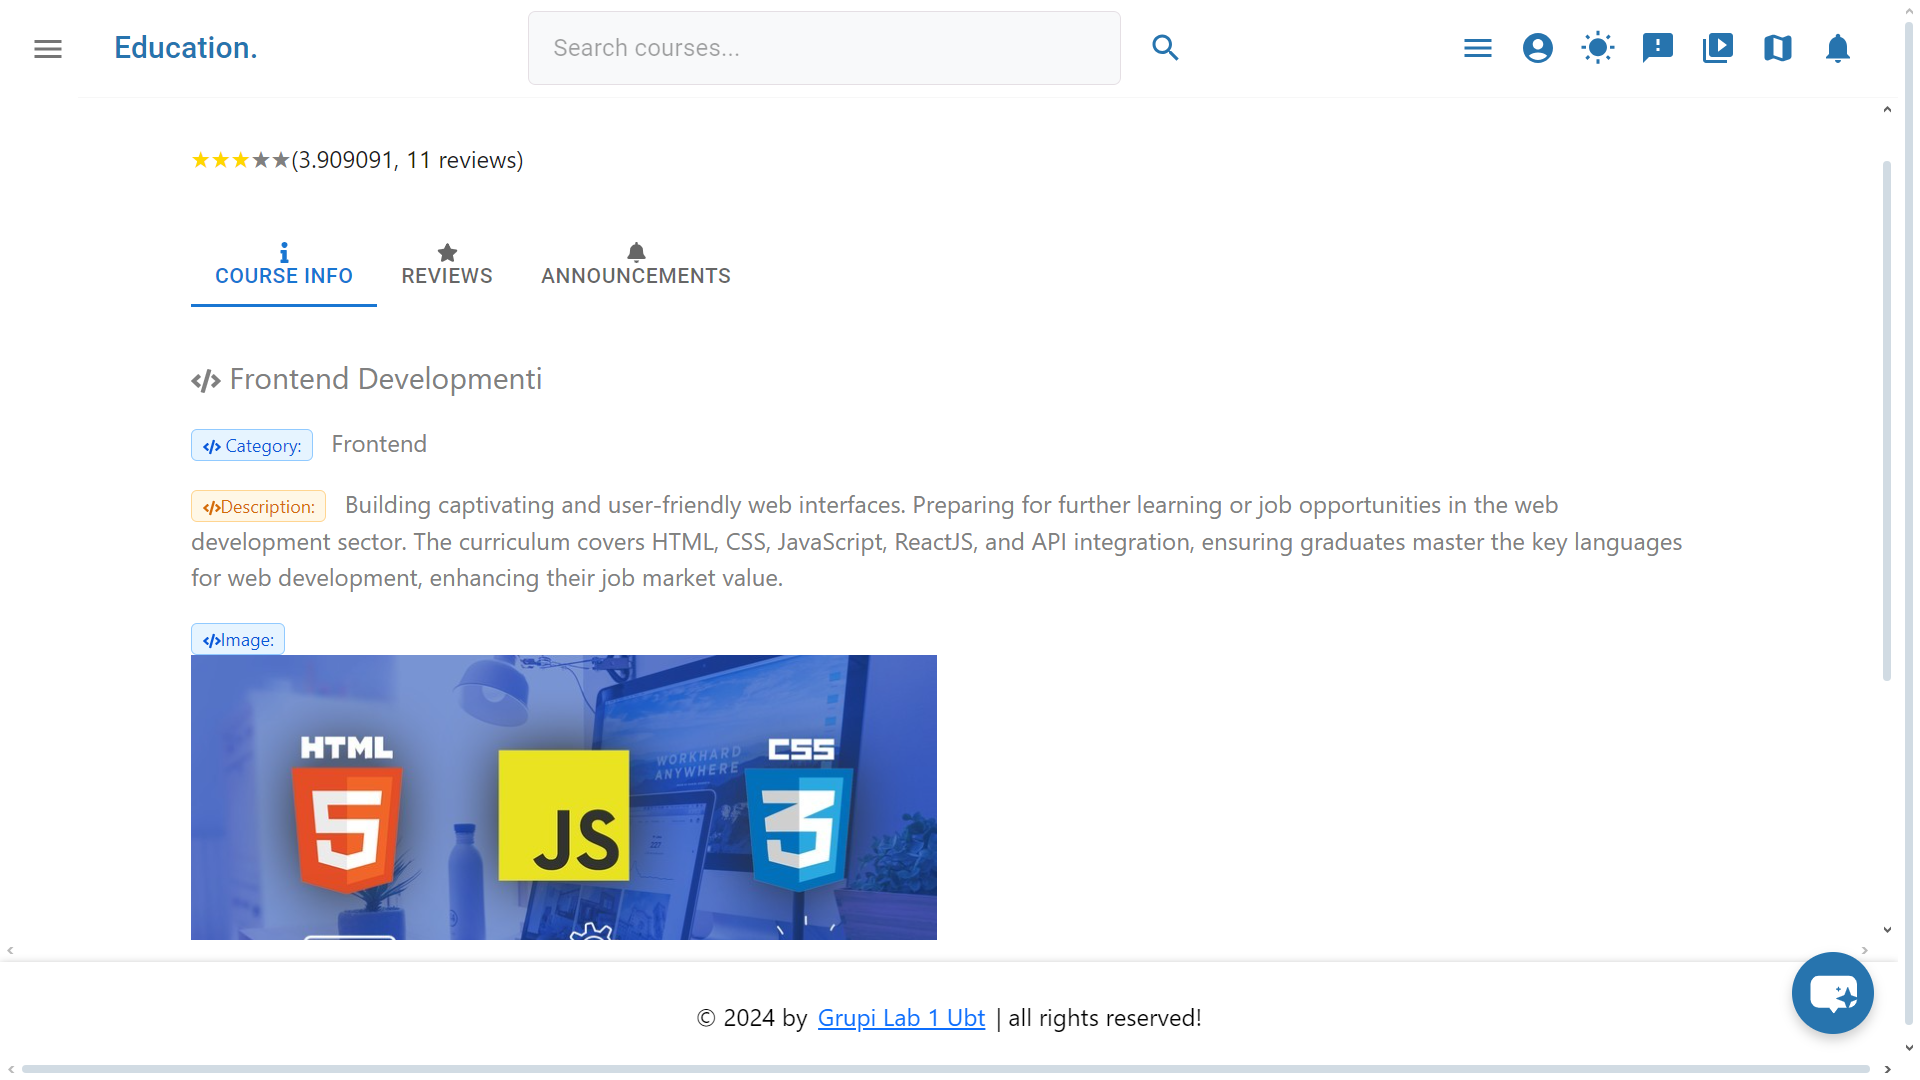 Education.
Search courses...
★★★★★(3.909091, 11 reviews)
COURSE INFO
REVIEWS
ANNOUNCEMENTS
</> Frontend Developmenti
</> Category: Frontend
</>Description: Building captivating and user-friendly web interfaces. Preparing for further learning or job opportunities in the web
development sector. The curriculum covers HTML, CSS, JavaScript, ReactJS, and API integration, ensuring graduates master the key languages
for web development, enhancing their job market value.
</>Image:
HTML
5
JS
WORKHARD
ANYWHERE
CSS
3
© 2024 by Grupi Lab 1 Ubt | all rights reserved!